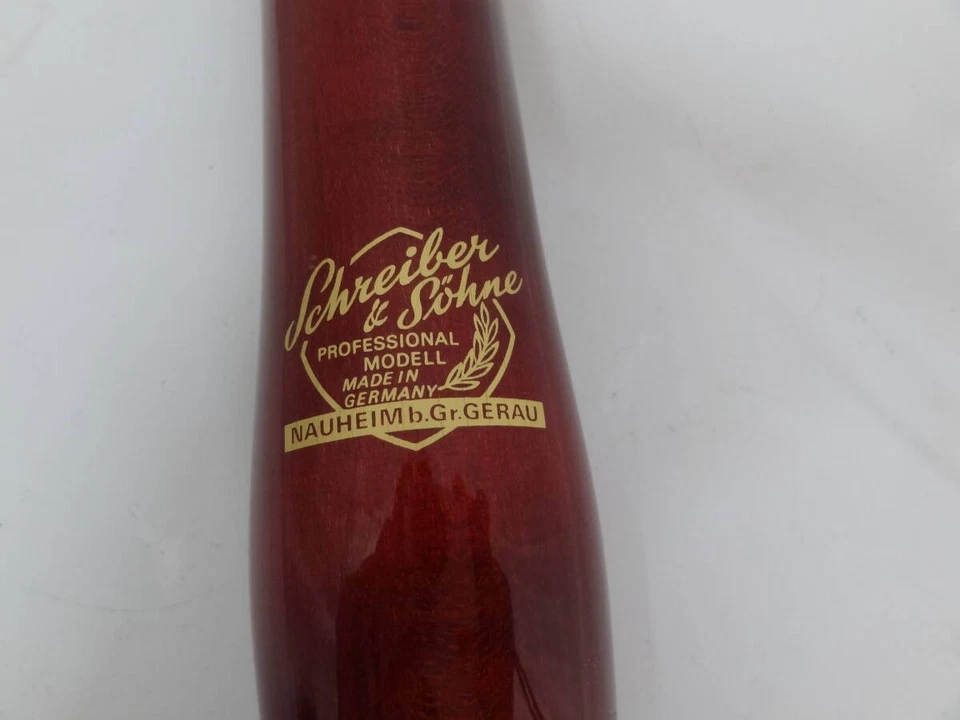 Schreiber
& Söhne
PROFESSIONAL
MODELL
MADE IN
GERMANY
NAUHEIM b.Gr.GERAU